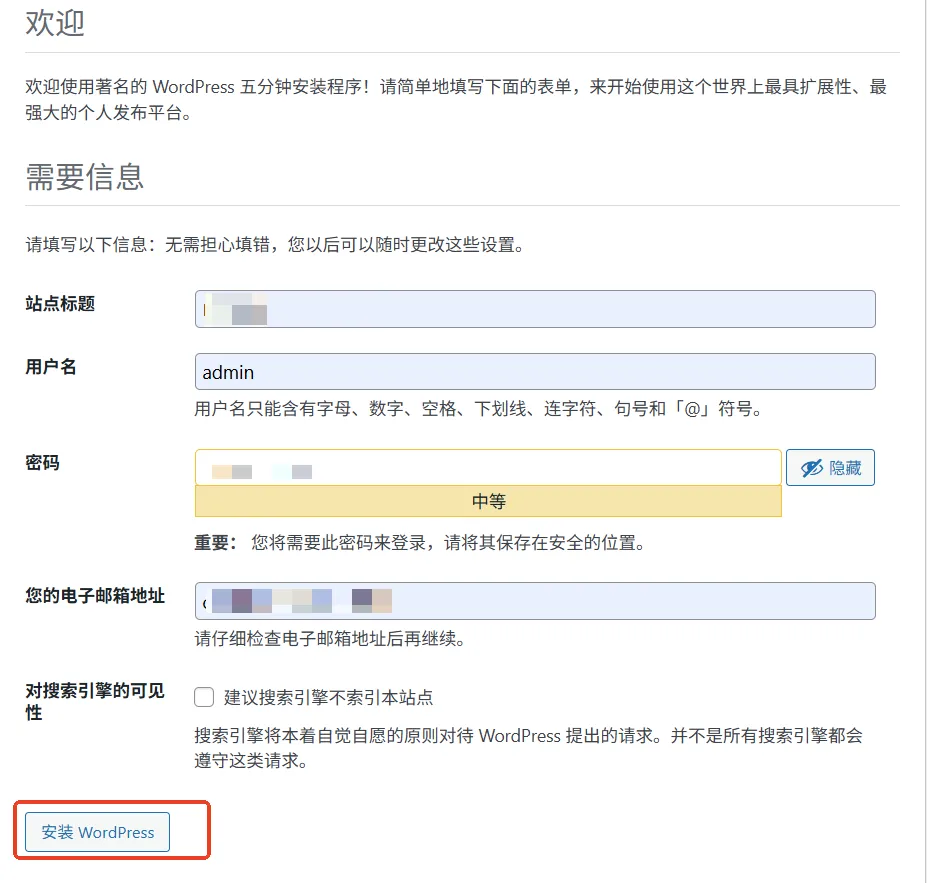 欢迎
欢迎使用著名的 WordPress 五分钟安装程序！请简单地填写下面的表单，来开始使用这个世界上最具扩展性、最
强大的个人发布平台。
需要信息
请填写以下信息：无需担心填错，您以后可以随时更改这些设置。
站点标题
用户名
admin
用户名只能含有字母、数字、空格、下划线、连字符、句号和「@」符号。
密码
隐藏
中等
重要： 您将需要此密码来登录，请将其保存在安全的位置。
您的电子邮箱地址
请仔细检查电子邮箱地址后再继续。
对搜索引擎的可见
性
建议搜索引擎不索引本站点
搜索引擎将本着自觉自愿的原则对待 WordPress 提出的请求。并不是所有搜索引擎都会
遵守这类请求。
安装 WordPress